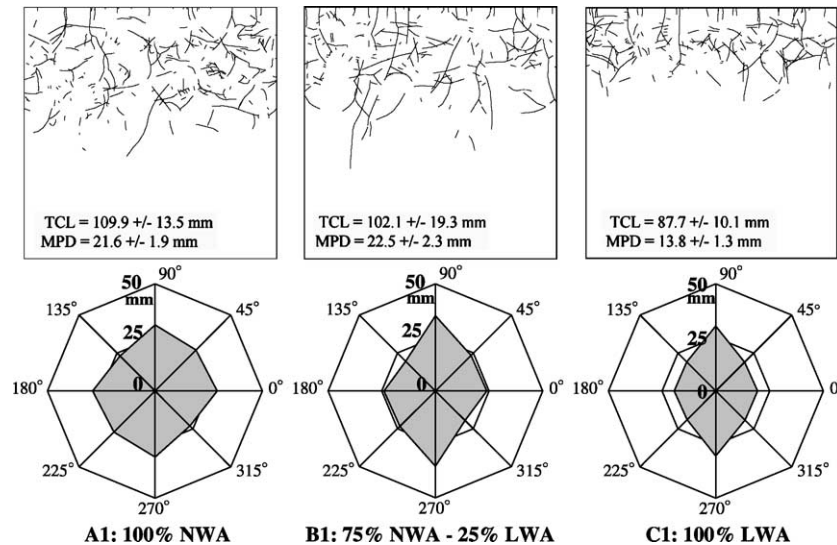 TCL = 109.9 +/- 13.5 mm
MPD = 21.6 +/- 1.9 mm
TCL = 102.1 +/- 19.3 mm
MPD = 22.5 +/- 2.3 mm
TCL = 87.7 +/- 10.1 mm
MPD = 13.8 +/- 1.3 mm
90°
50
mm
135°
45°
25
180°
0
0°
225°
315°
270°
90°
50
mm
135°
45°
25
180°
0
0°
225°
315°
270°
90°
50
mm
135°
45°
25
180°
0
0
225°
315°
270°
A1: 100% NWA
B1: 75% NWA - 25% LWA
C1: 100% LWA